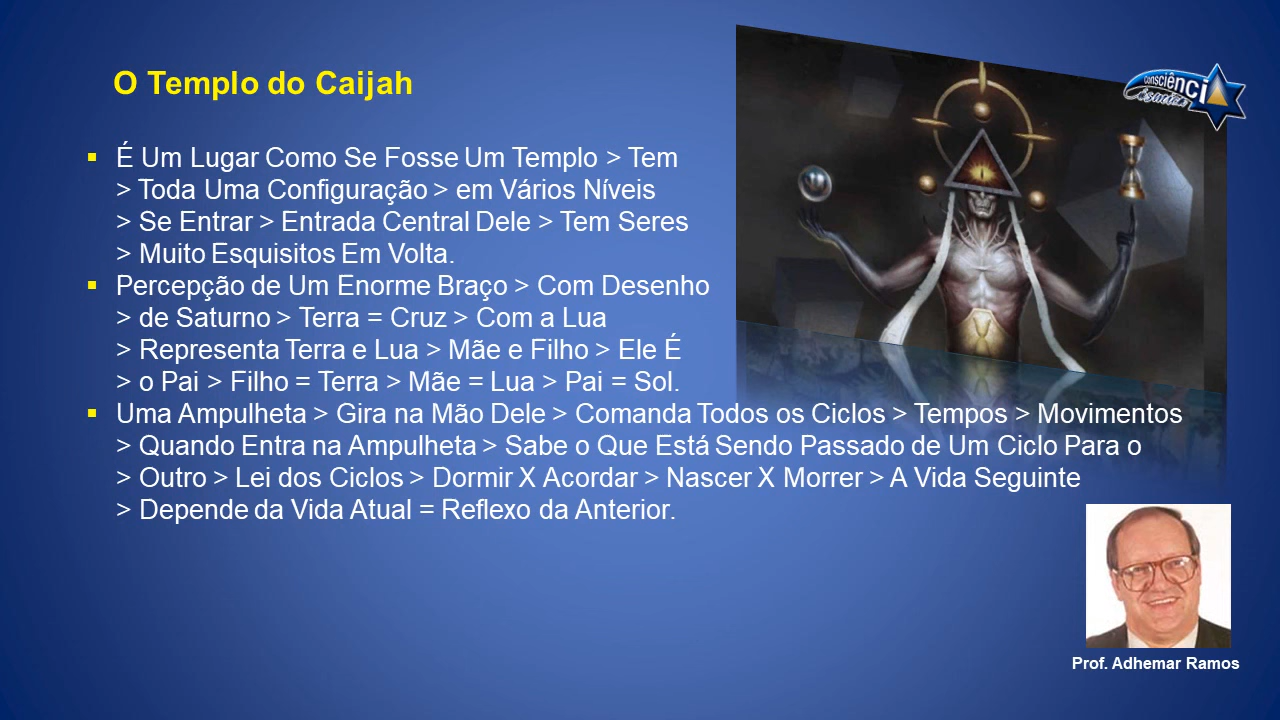 O Templo do Caijah
consciênci
▪ É Um Lugar Como Se Fosse Um Templo > Tem
> Toda Uma Configuração > em Vários Níveis
> Se Entrar > Entrada Central Dele > Tem Seres
> Muito Esquisitos Em Volta.
▪ Percepção de Um Enorme Braço > Com Desenho
> de Saturno > Terra = Cruz > Com a Lua
> Representa Terra e Lua > Mãe e Filho > Ele É
> o Pai > Filho = Terra > Mãe = Lua > Pai = Sol.
▪ Uma Ampulheta > Gira na Mão Dele > Comanda Todos os Ciclos > Tempos > Movimentos
> Quando Entra na Ampulheta > Sabe o Que Está Sendo Passado de Um Ciclo Para o
> Outro > Lei dos Ciclos > Dormir X Acordar > Nascer X Morrer > A Vida Seguinte
> Depende da Vida Atual = Reflexo da Anterior.
Prof. Adhemar Ramos